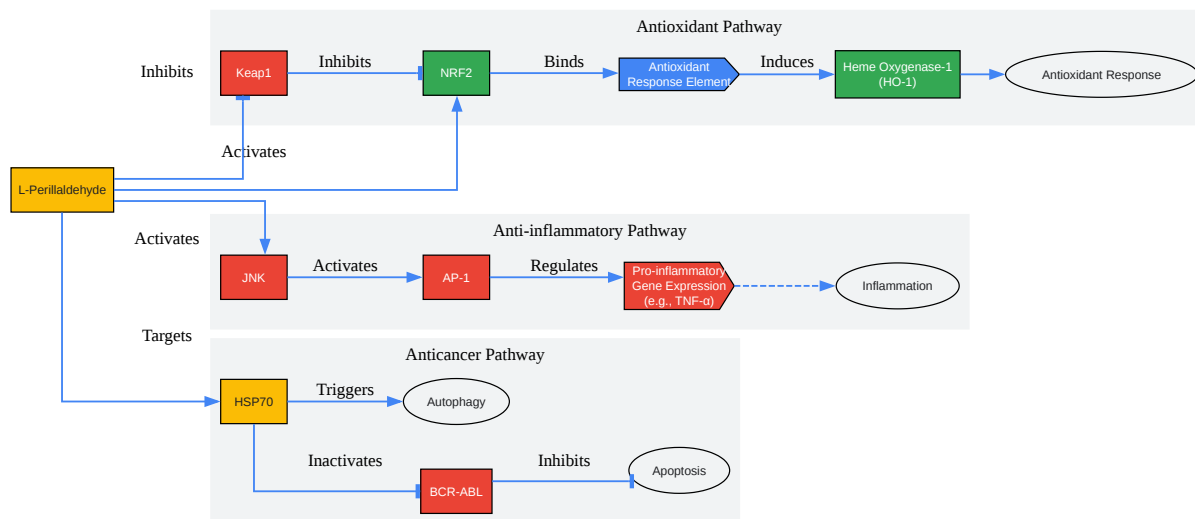 Antioxidant Pathway
Inhibits
Keap1
Inhibits
NRF2
Binds
Antioxidant
Response Element
Induces
Heme Oxygenase-1
(HO-1)
Antioxidant Response
Activates
L-Perillaldehyde
Anti-inflammatory Pathway
Activates
JNK
Activates
AP-1
Regulates
Pro-inflammatory
Gene Expression
(e.g., TNF-α)
Inflammation
Targets
Anticancer Pathway
HSP70
Triggers
Autophagy
Inactivates
BCR-ABL
Inhibits
Apoptosis